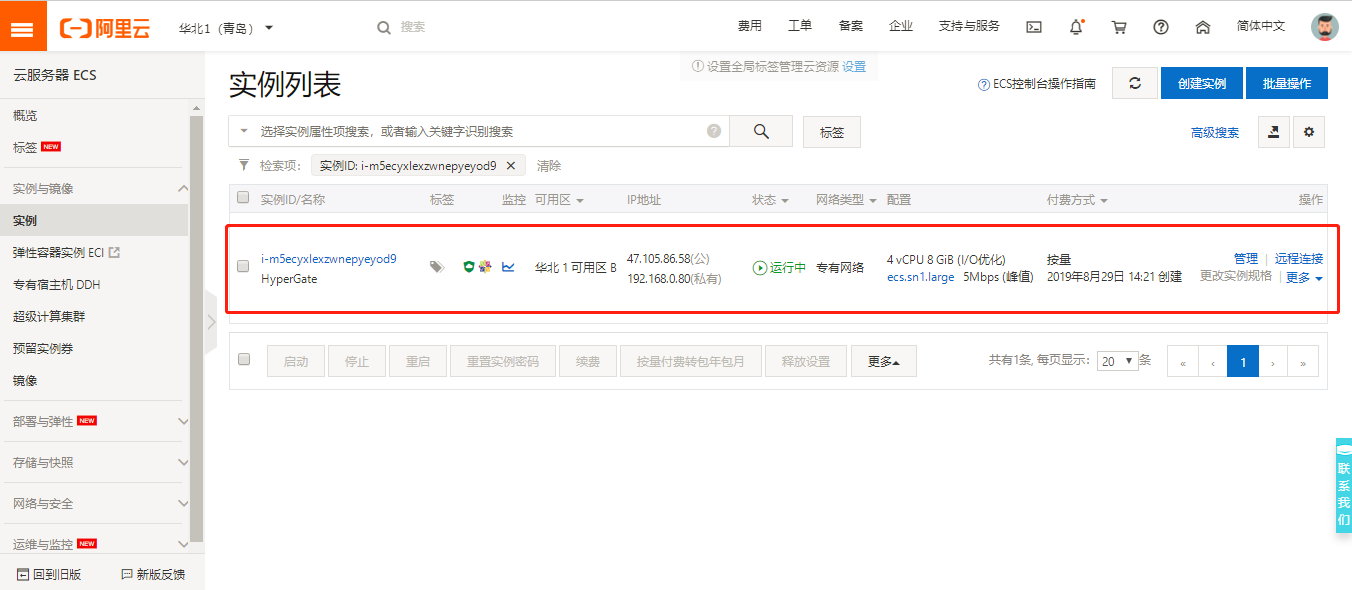 阿里云 华北1（青岛） 搜索 费用 工单 备案 企业 支持与服务 简体中文
云服务器 ECS
概览
标签 NEW
实例与镜像
实例
弹性容器实例 ECI
专有宿主机 DDH
超级计算集群
预留实例券
镜像
部署与弹性 NEW
存储与快照
网络与安全
运维与监控 NEW
回到旧版 新版反馈
设置全局标签管理云资源 设置
实例列表 ECS控制台操作指南 创建实例 批量操作
选择实例属性项搜索，或者输入关键字识别搜索 标签 高级搜索
检索项： 实例ID: i-m5ecyxlexzwnepyeyod9 清除
实例ID/名称 标签 监控 可用区 IP地址 状态 网络类型 配置 付费方式 操作
i-m5ecyxlexzwnepyeyod9
HyperGate
华北 1 可用区 B
47.105.86.58(公)
192.168.0.80(私有)
运行中 专有网络
4 vCPU 8 GiB (I/O优化)
ecs.sn1.large 5Mbps (峰值)
按量
2019年8月29日 14:21 创建
管理 | 远程连接
更改实例规格 | 更多
启动 停止 重启 重置实例密码 续费 按量付费转包年包月 释放设置 更多 共有1条, 每页显示： 20 条 « ‹ 1 › »
联系我们